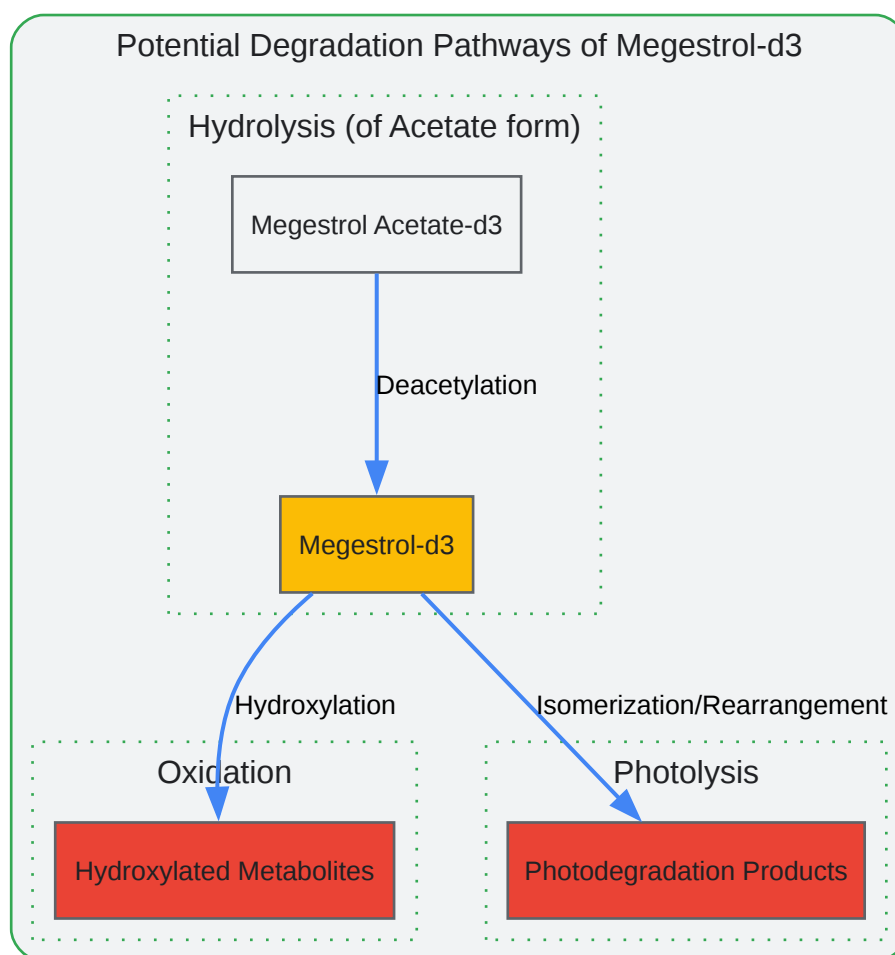 Potential Degradation Pathways of Megestrol-d3
Hydrolysis (of Acetate form)
Megestrol Acetate-d3
Deacetylation
Megestrol-d3
Hydroxylation
Isomerization/Rearrangement
Oxidation
Photolysis
Hydroxylated Metabolites
Photodegradation Products